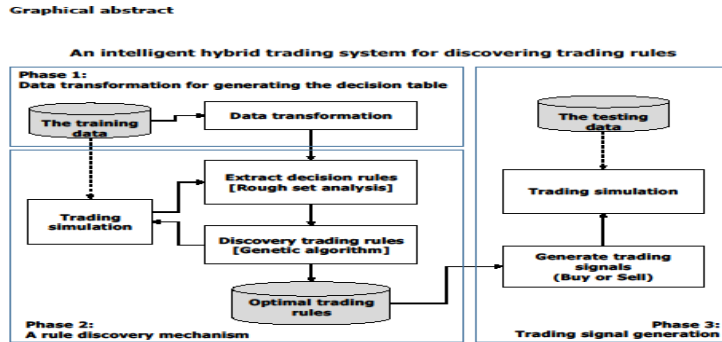 Graphical abstract
An intelligent hybrid trading system for discovering trading rules
Phase 1:
Data transformation for generating the decision table
The training
data
Data transformation
Extract decision rules
[Rough set analysis]
Trading
simulation
Discovery trading rules
[Genetic algorithm]
Optimal trading
rules
Phase 2:
A rule discovery mechanism
The testing
data
Trading simulation
Generate trading
signals
(Buy or Sell)
Phase 3:
Trading signal generation